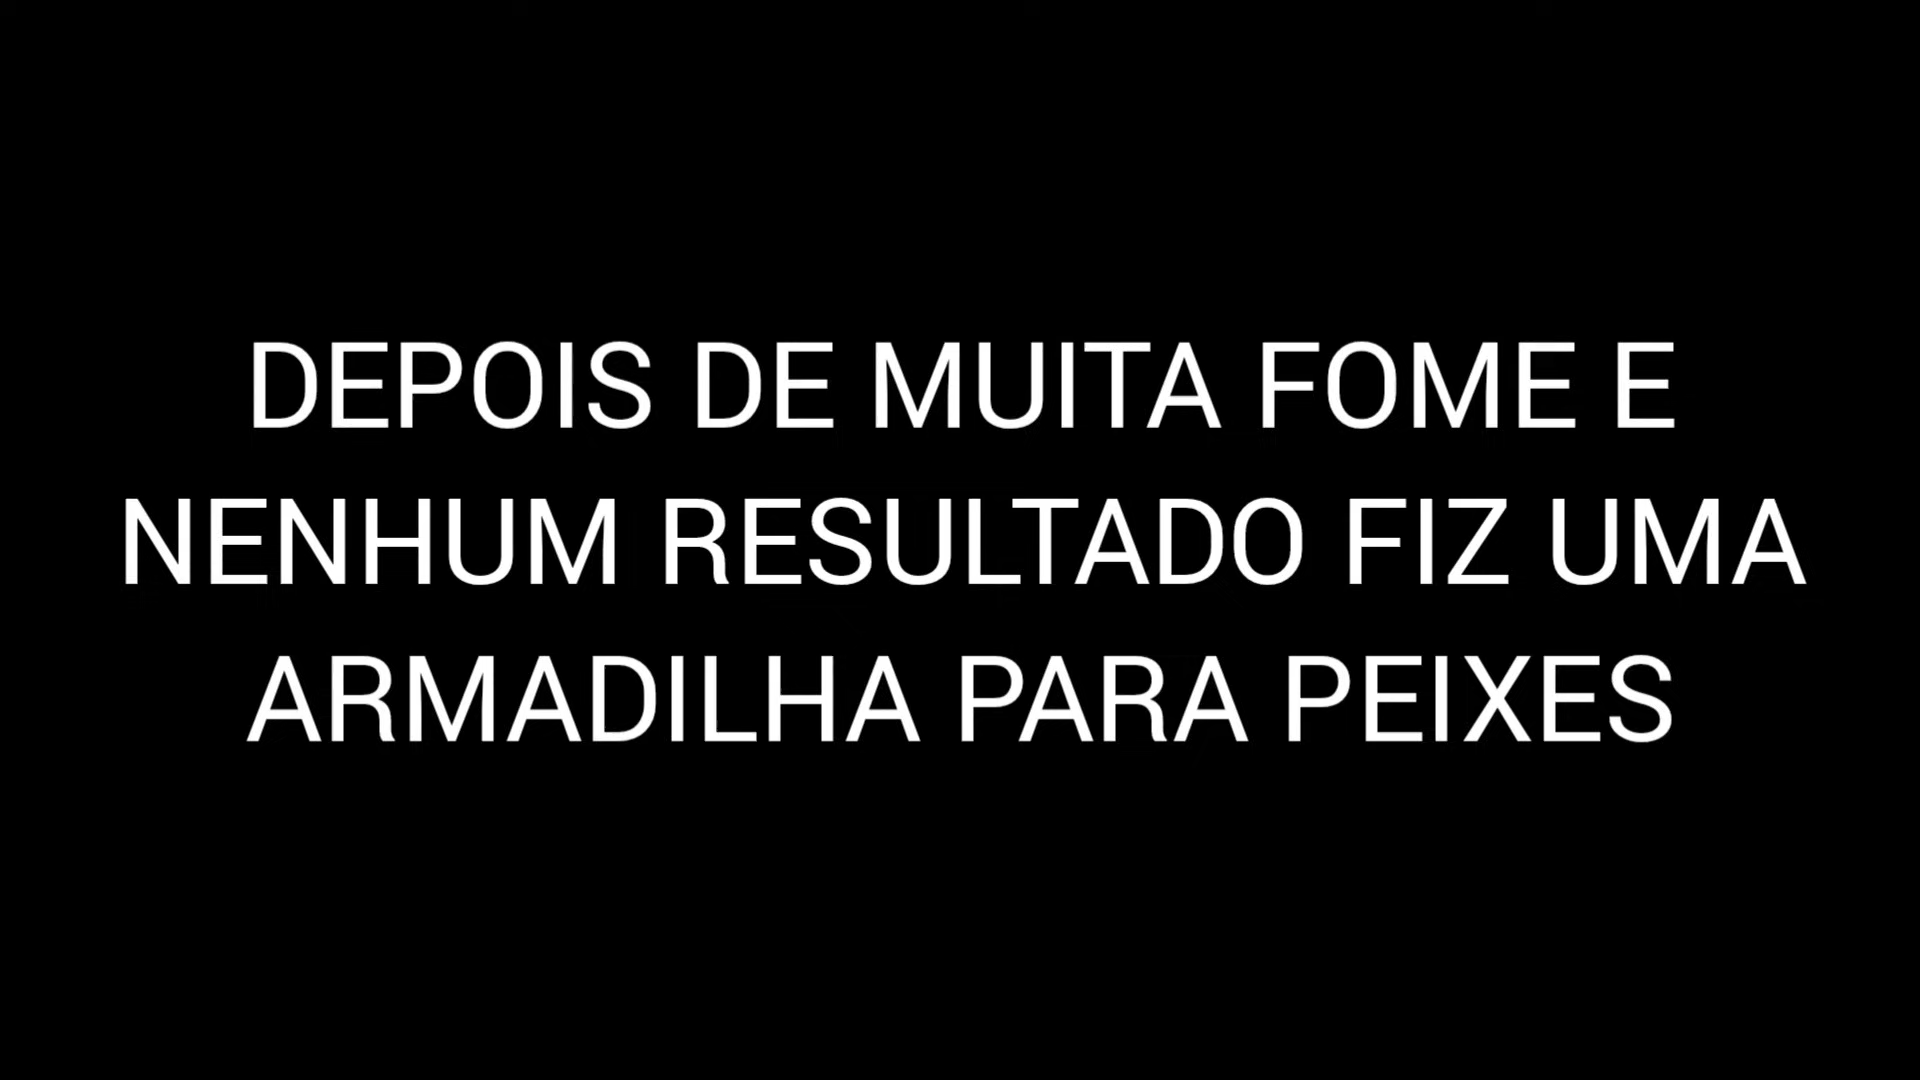 DEPOIS DE MUITA FOME E
NENHUM RESULTADO FIZ UMA
ARMADILHA PARA PEIXES